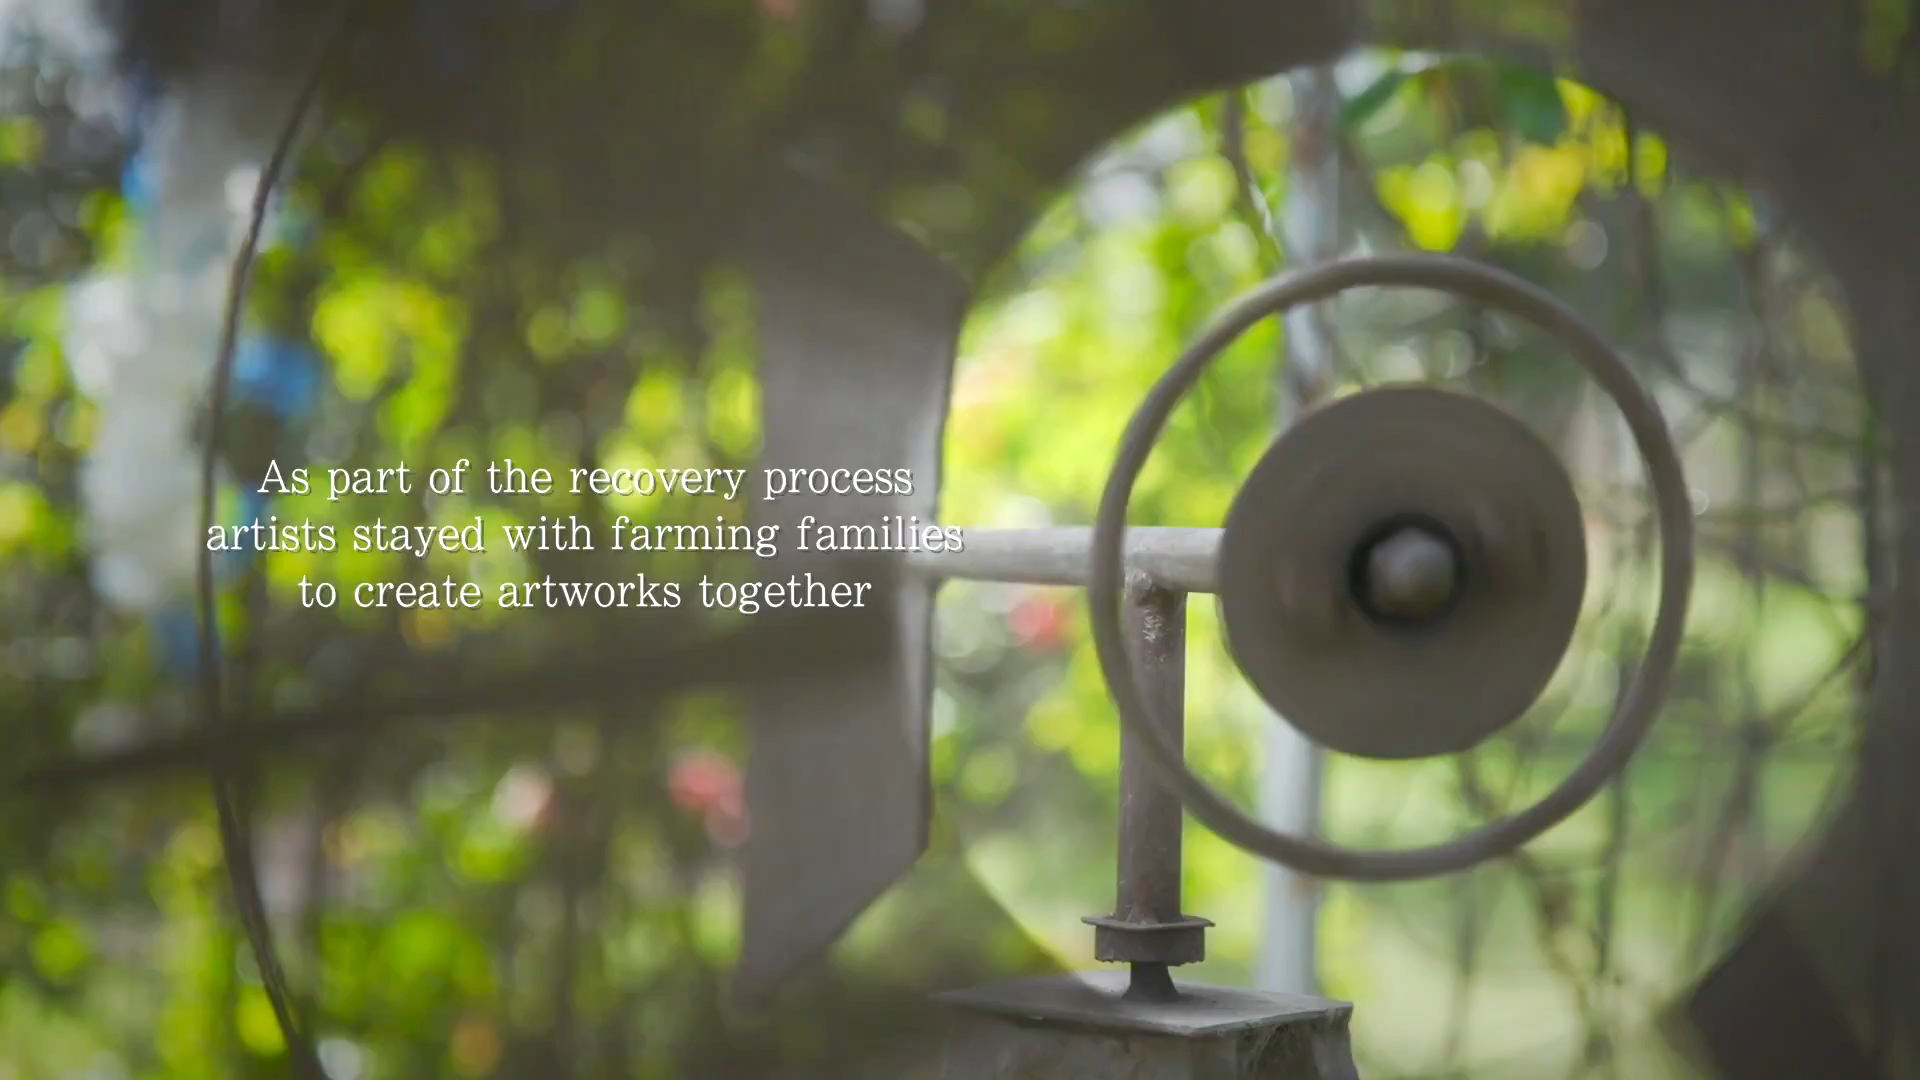 As part of the recovery process
artists stayed with farming families
to create artworks together